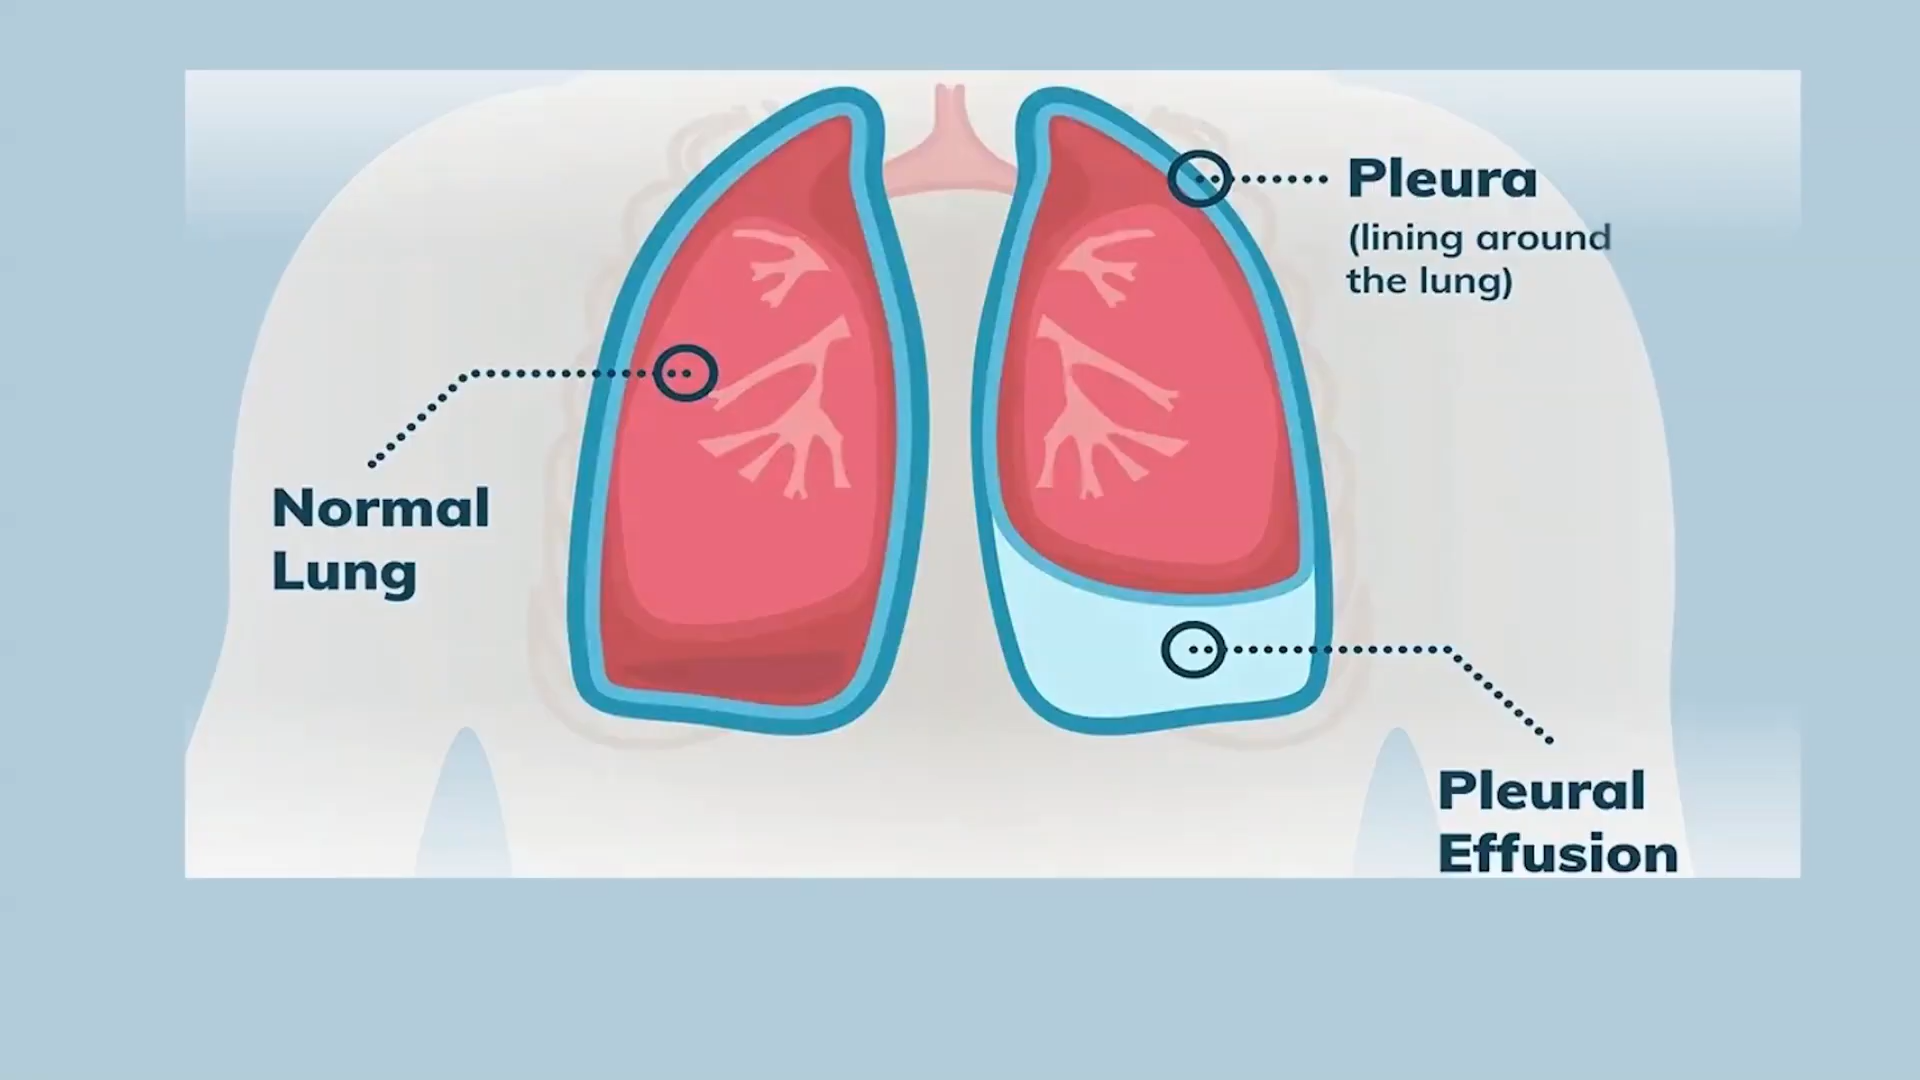 Pleura
(lining around
the lung)
Normal
Lung
Pleural
Effusion